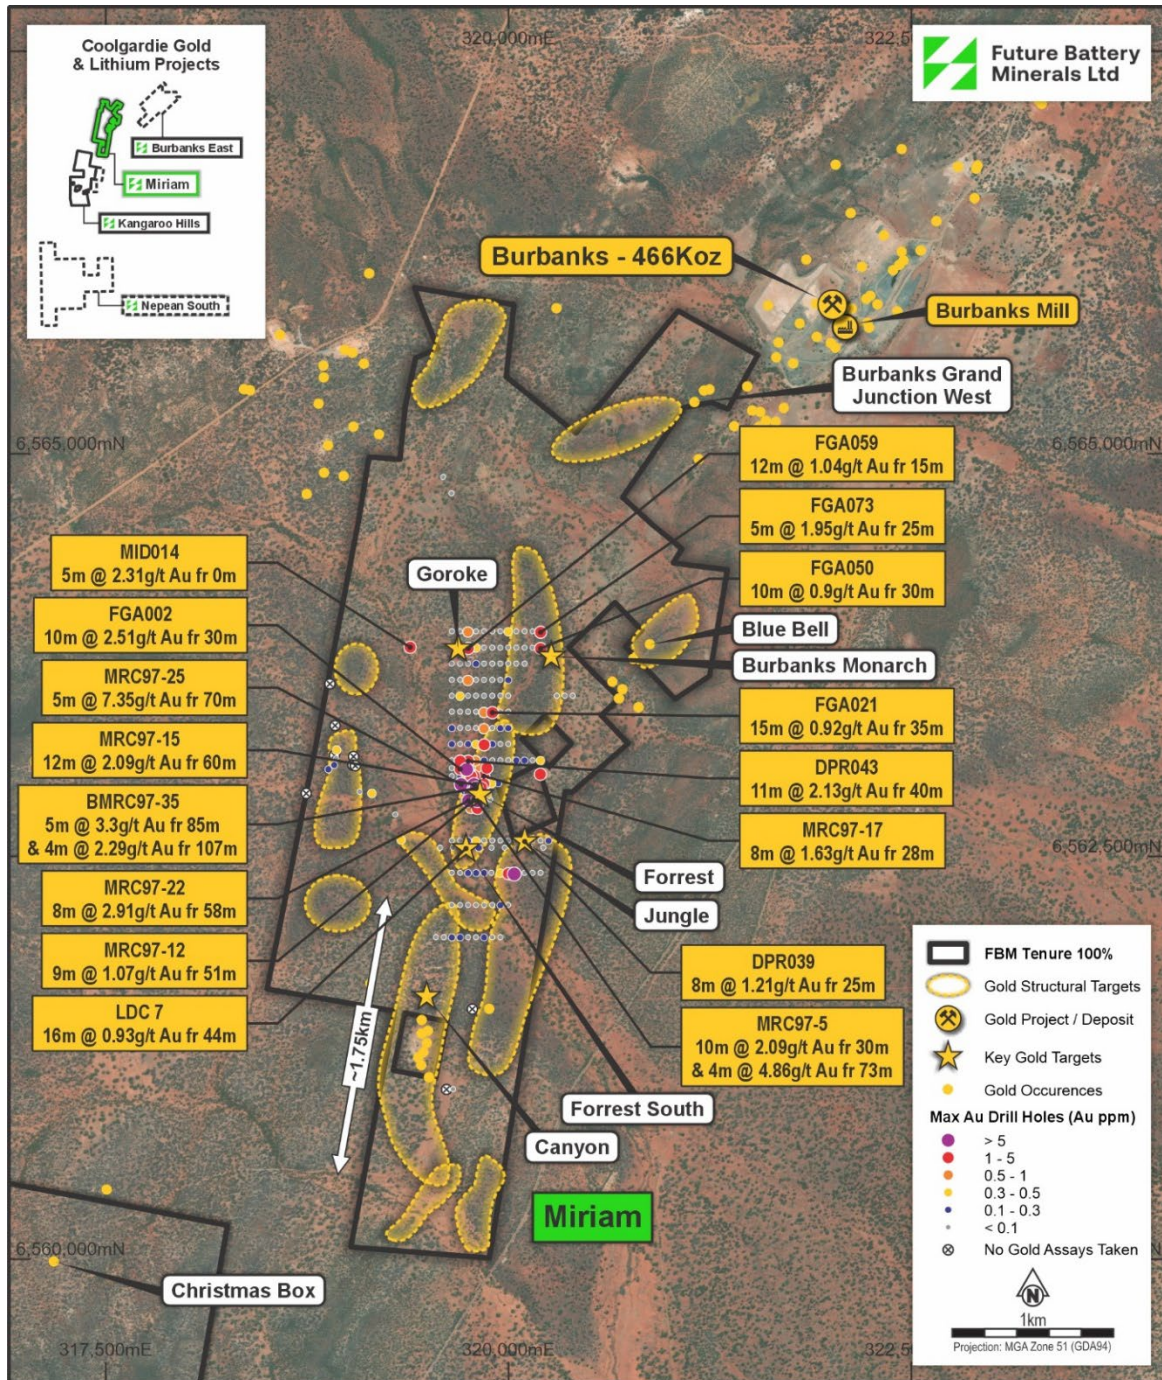 Coolgardie Gold
& Lithium Projects
Burbanks East
Miriam
Kangaroo Hills
Nepean South
320,000mE
322,5
Future Battery
Minerals Ltd
Burbanks - 466Koz
Burbanks Mill
Burbanks Grand
Junction West
6,565,000mN
6,565,000mN
FGA059
12m @ 1.04g/t Au fr 15m
FGA073
5m @ 1.95g/t Au fr 25m
FGA050
10m @ 0.9g/t Au fr 30m
Goroke
Blue Bell
Burbanks Monarch
MID014
5m @ 2.31g/t Au fr 0m
FGA002
10m @ 2.51g/t Au fr 30m
MRC97-25
5m @ 7.35g/t Au fr 70m
MRC97-15
12m @ 2.09g/t Au fr 60m
BMRC97-35
5m @ 3.3g/t Au fr 85m
& 4m @ 2.29g/t Au fr 107m
MRC97-22
8m @ 2.91g/t Au fr 58m
MRC97-12
9m @ 1.07g/t Au fr 51m
LDC 7
16m @ 0.93g/t Au fr 44m
FGA021
15m @ 0.92g/t Au fr 35m
DPR043
11m @ 2.13g/t Au fr 40m
MRC97-17
8m @ 1.63g/t Au fr 28m
6,562,500mN
Forrest
Jungle
DPR039
8m @ 1.21g/t Au fr 25m
MRC97-5
10m @ 2.09g/t Au fr 30m
& 4m @ 4.86g/t Au fr 73m
~1.75km
Forrest South
Canyon
Miriam
6,560,000mN
Christmas Box
317,500mE
320,000mE
322,5
FBM Tenure 100%
Gold Structural Targets
Gold Project / Deposit
Key Gold Targets
Gold Occurences
Max Au Drill Holes (Au ppm)
> 5
1 - 5
0.5 - 1
0.3 - 0.5
0.1 - 0.3
< 0.1
No Gold Assays Taken
N
1km
Projection: MGA Zone 51 (GDA94)